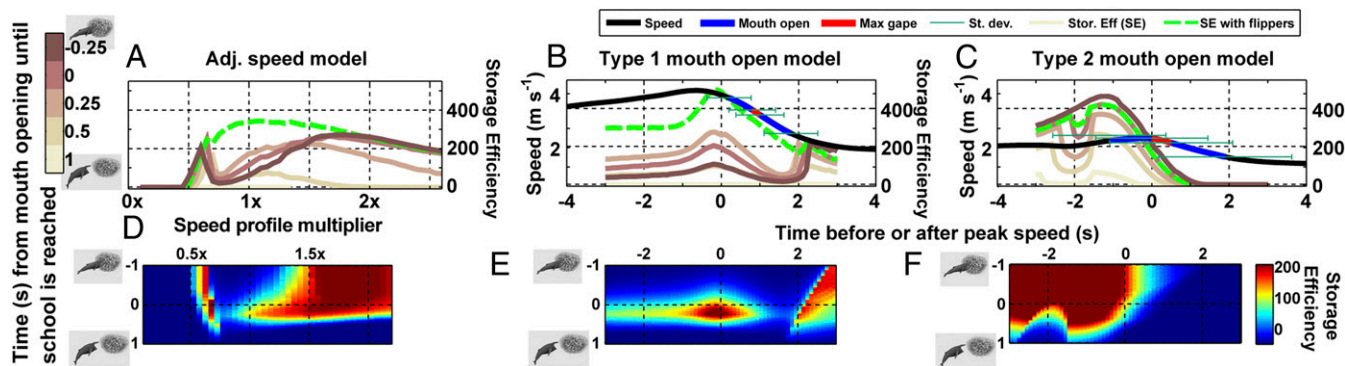 Speed Mouth open Max gape St. dev. Stor. Eff (SE) SE with flippers
Time (s) from mouth opening until
school is reached
-0.25
0
0.25
0.5
1
A Adj. speed model
400
200
0
Storage Efficiency
0x 1x 2x
Speed profile multiplier
B Type 1 mouth open model
Speed (m s⁻¹)
4
2
400
200
0
Storage Efficiency
-4 -2 0 2 4
C Type 2 mouth open model
Speed (m s⁻¹)
4
2
400
200
0
-4 -2 0 2 4
Time before or after peak speed (s)
D
0.5x 1.5x
-1
0
1
E
-2 0 2
-1
0
1
F
-2 0 2
-1
0
1
200
100
0
Storage
Efficiency